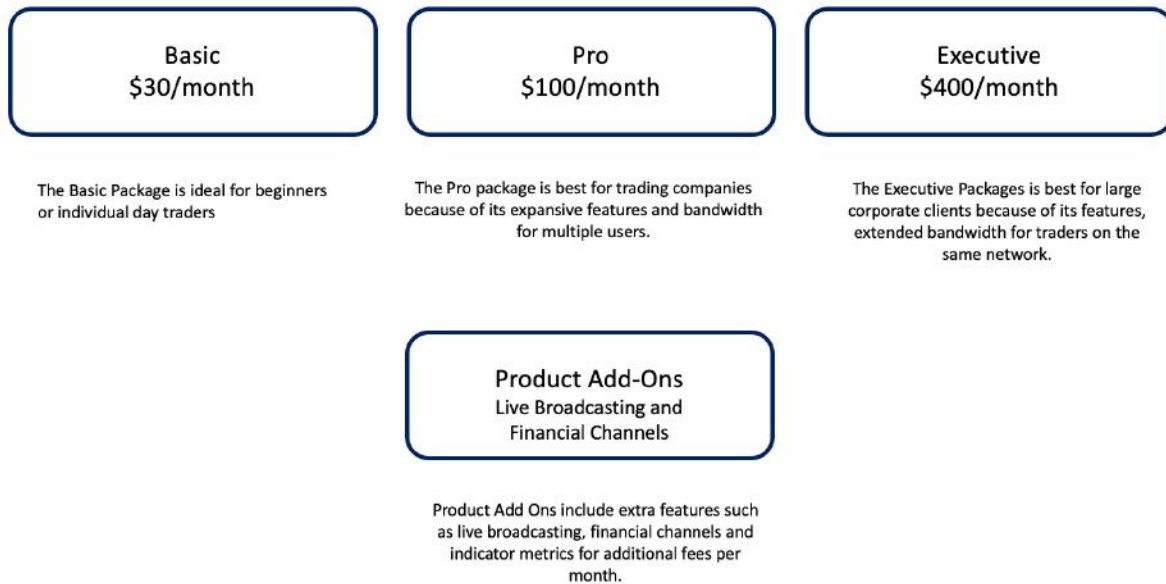 Basic
$30/month
Pro
$100/month
Executive
$400/month
The Basic Package is ideal for beginners
or individual day traders
The Pro package is best for trading companies
because of its expansive features and bandwidth
for multiple users.
The Executive Packages is best for large
corporate clients because of its features,
extended bandwidth for traders on the
same network.
Product Add-Ons
Live Broadcasting and
Financial Channels
Product Add Ons include extra features such
as live broadcasting, financial channels and
indicator metrics for additional fees per
month.